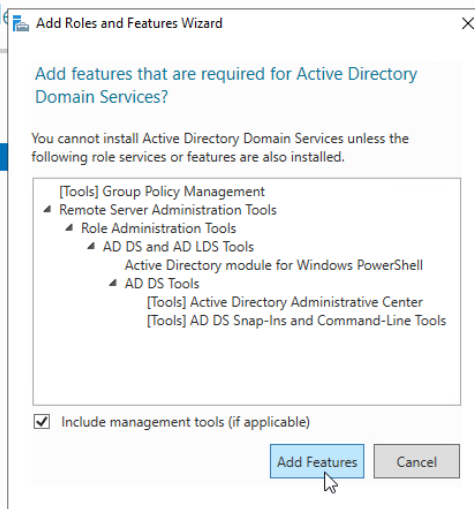 Add Roles and Features Wizard
Add features that are required for Active Directory
Domain Services?
You cannot install Active Directory Domain Services unless the
following role services or features are also installed.
[Tools] Group Policy Management
Remote Server Administration Tools
Role Administration Tools
AD DS and AD LDS Tools
Active Directory module for Windows PowerShell
AD DS Tools
[Tools] Active Directory Administrative Center
[Tools] AD DS Snap-Ins and Command-Line Tools
Include management tools (if applicable)
Add Features
Cancel